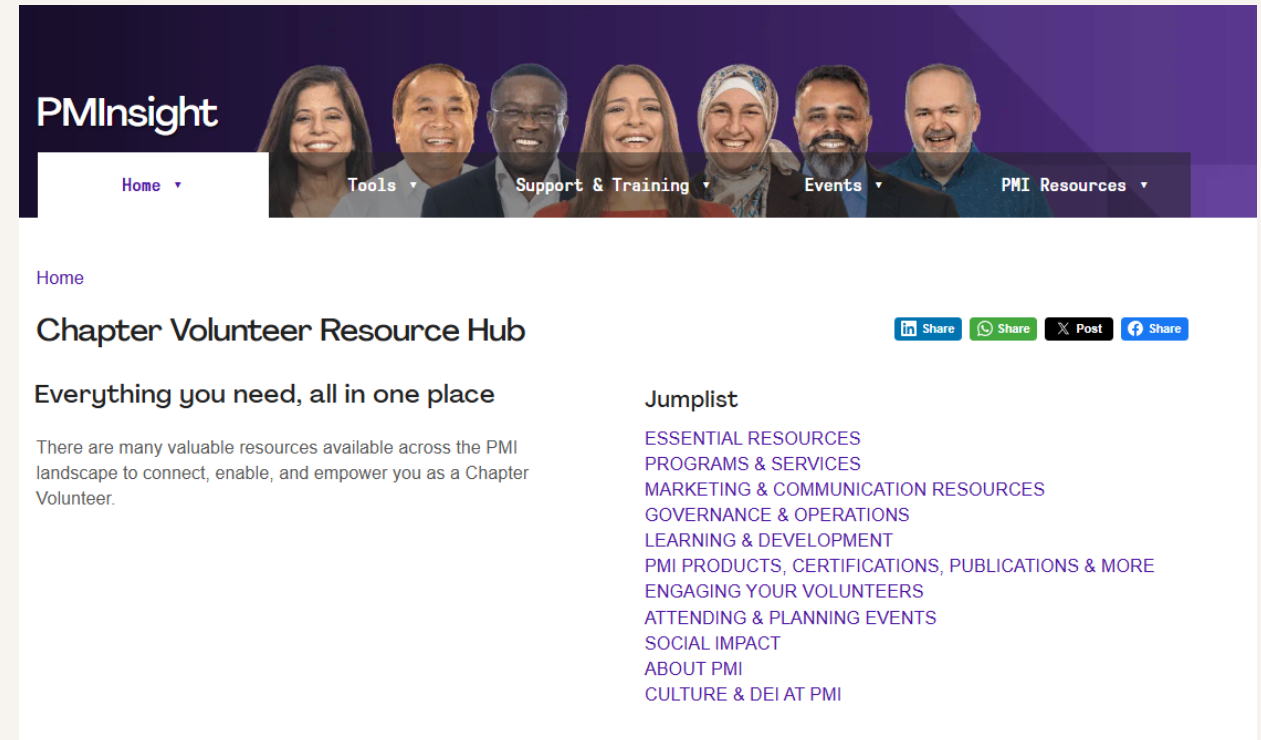 PMInsight
Home ▾
Tools ▾
Support & Training ▾
Events ▾
PMI Resources ▾
Home
Chapter Volunteer Resource Hub
in Share
Share
X Post
f Share
Everything you need, all in one place
There are many valuable resources available across the PMI
landscape to connect, enable, and empower you as a Chapter
Volunteer.
Jumplist
ESSENTIAL RESOURCES
PROGRAMS & SERVICES
MARKETING & COMMUNICATION RESOURCES
GOVERNANCE & OPERATIONS
LEARNING & DEVELOPMENT
PMI PRODUCTS, CERTIFICATIONS, PUBLICATIONS & MORE
ENGAGING YOUR VOLUNTEERS
ATTENDING & PLANNING EVENTS
SOCIAL IMPACT
ABOUT PMI
CULTURE & DEI AT PMI